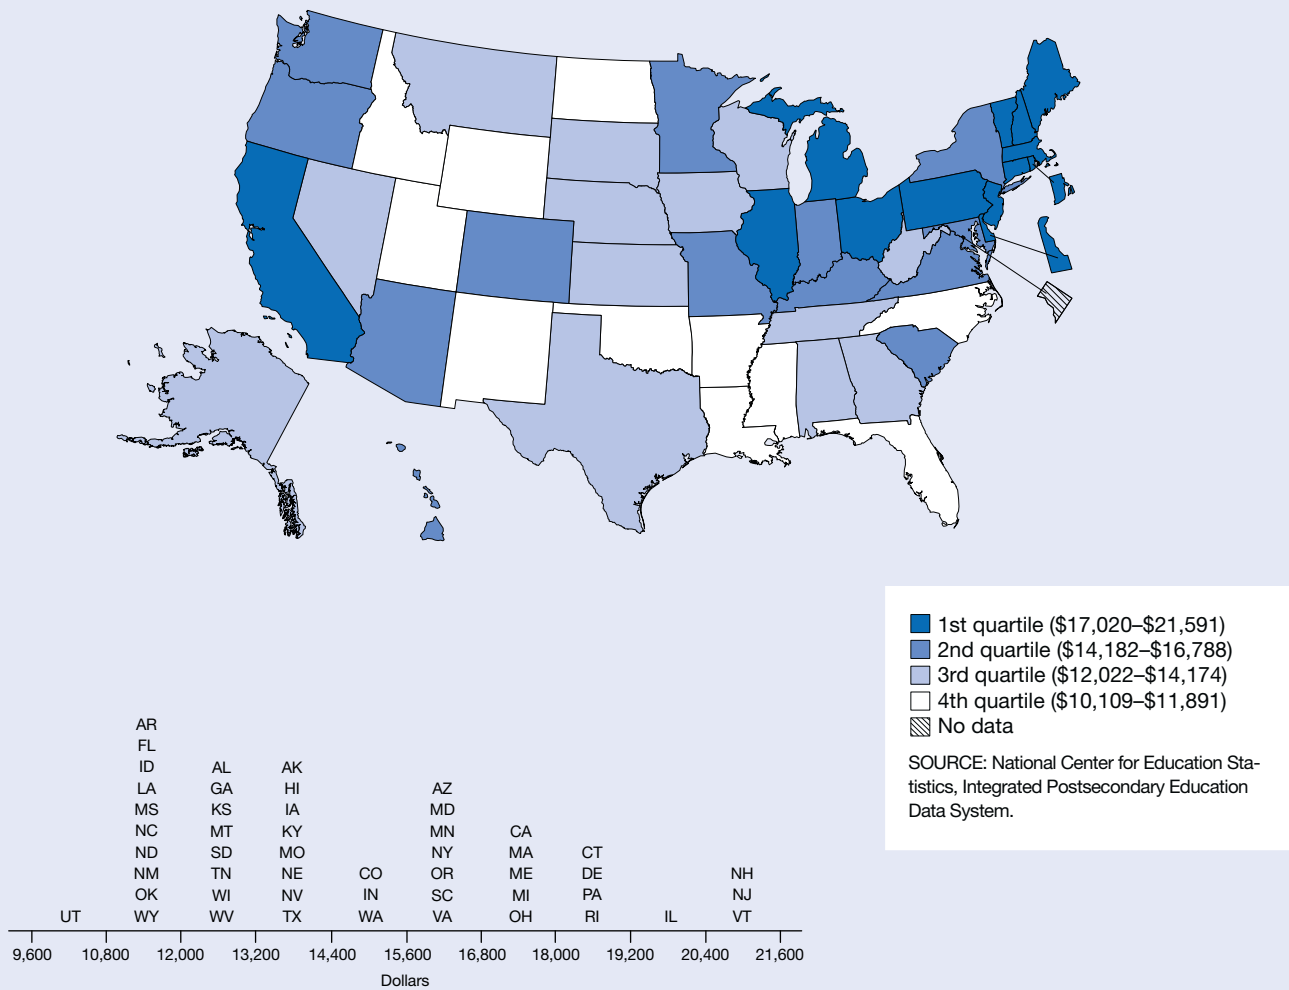 1st quartile ($17,020–$21,591)
2nd quartile ($14,182–$16,788)
3rd quartile ($12,022–$14,174)
4th quartile ($10,109–$11,891)
No data
SOURCE: National Center for Education Sta-
tistics, Integrated Postsecondary Education
Data System.
AR
FL
ID AL AK
LA GA HI AZ
MS KS IA MD
NC MT KY MN CA
ND SD MO NY MA CT
NM TN NE CO OR ME DE NH
OK WI NV IN SC MI PA NJ
UT WY WV TX WA VA OH RI IL VT
9,600 10,800 12,000 13,200 14,400 15,600 16,800 18,000 19,200 20,400 21,600
Dollars